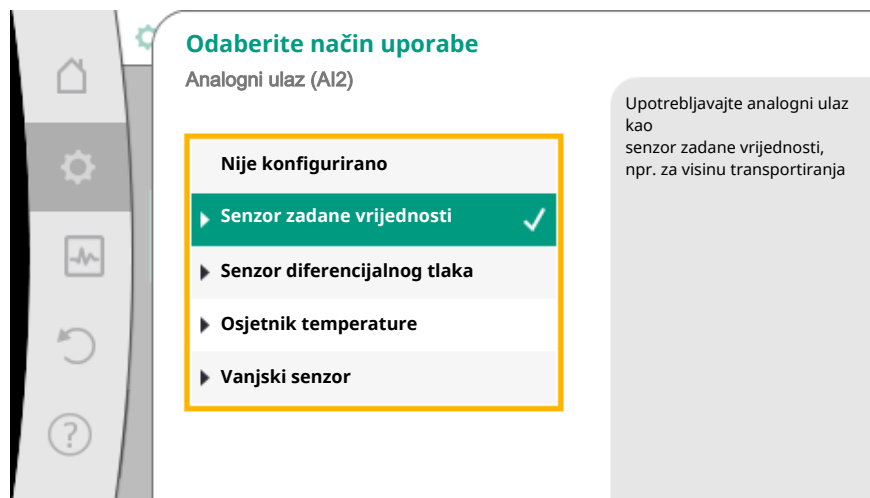 Odaberite način uporabe
Analogni ulaz (AI2)
Nije konfigurirano
Senzor zadane vrijednosti
Senzor diferencijalnog tlaka
Osjetnik temperature
Vanjski senzor
Upotrebljavajte analogni ulaz
kao
senzor zadane vrijednosti,
npr. za visinu transportiranja